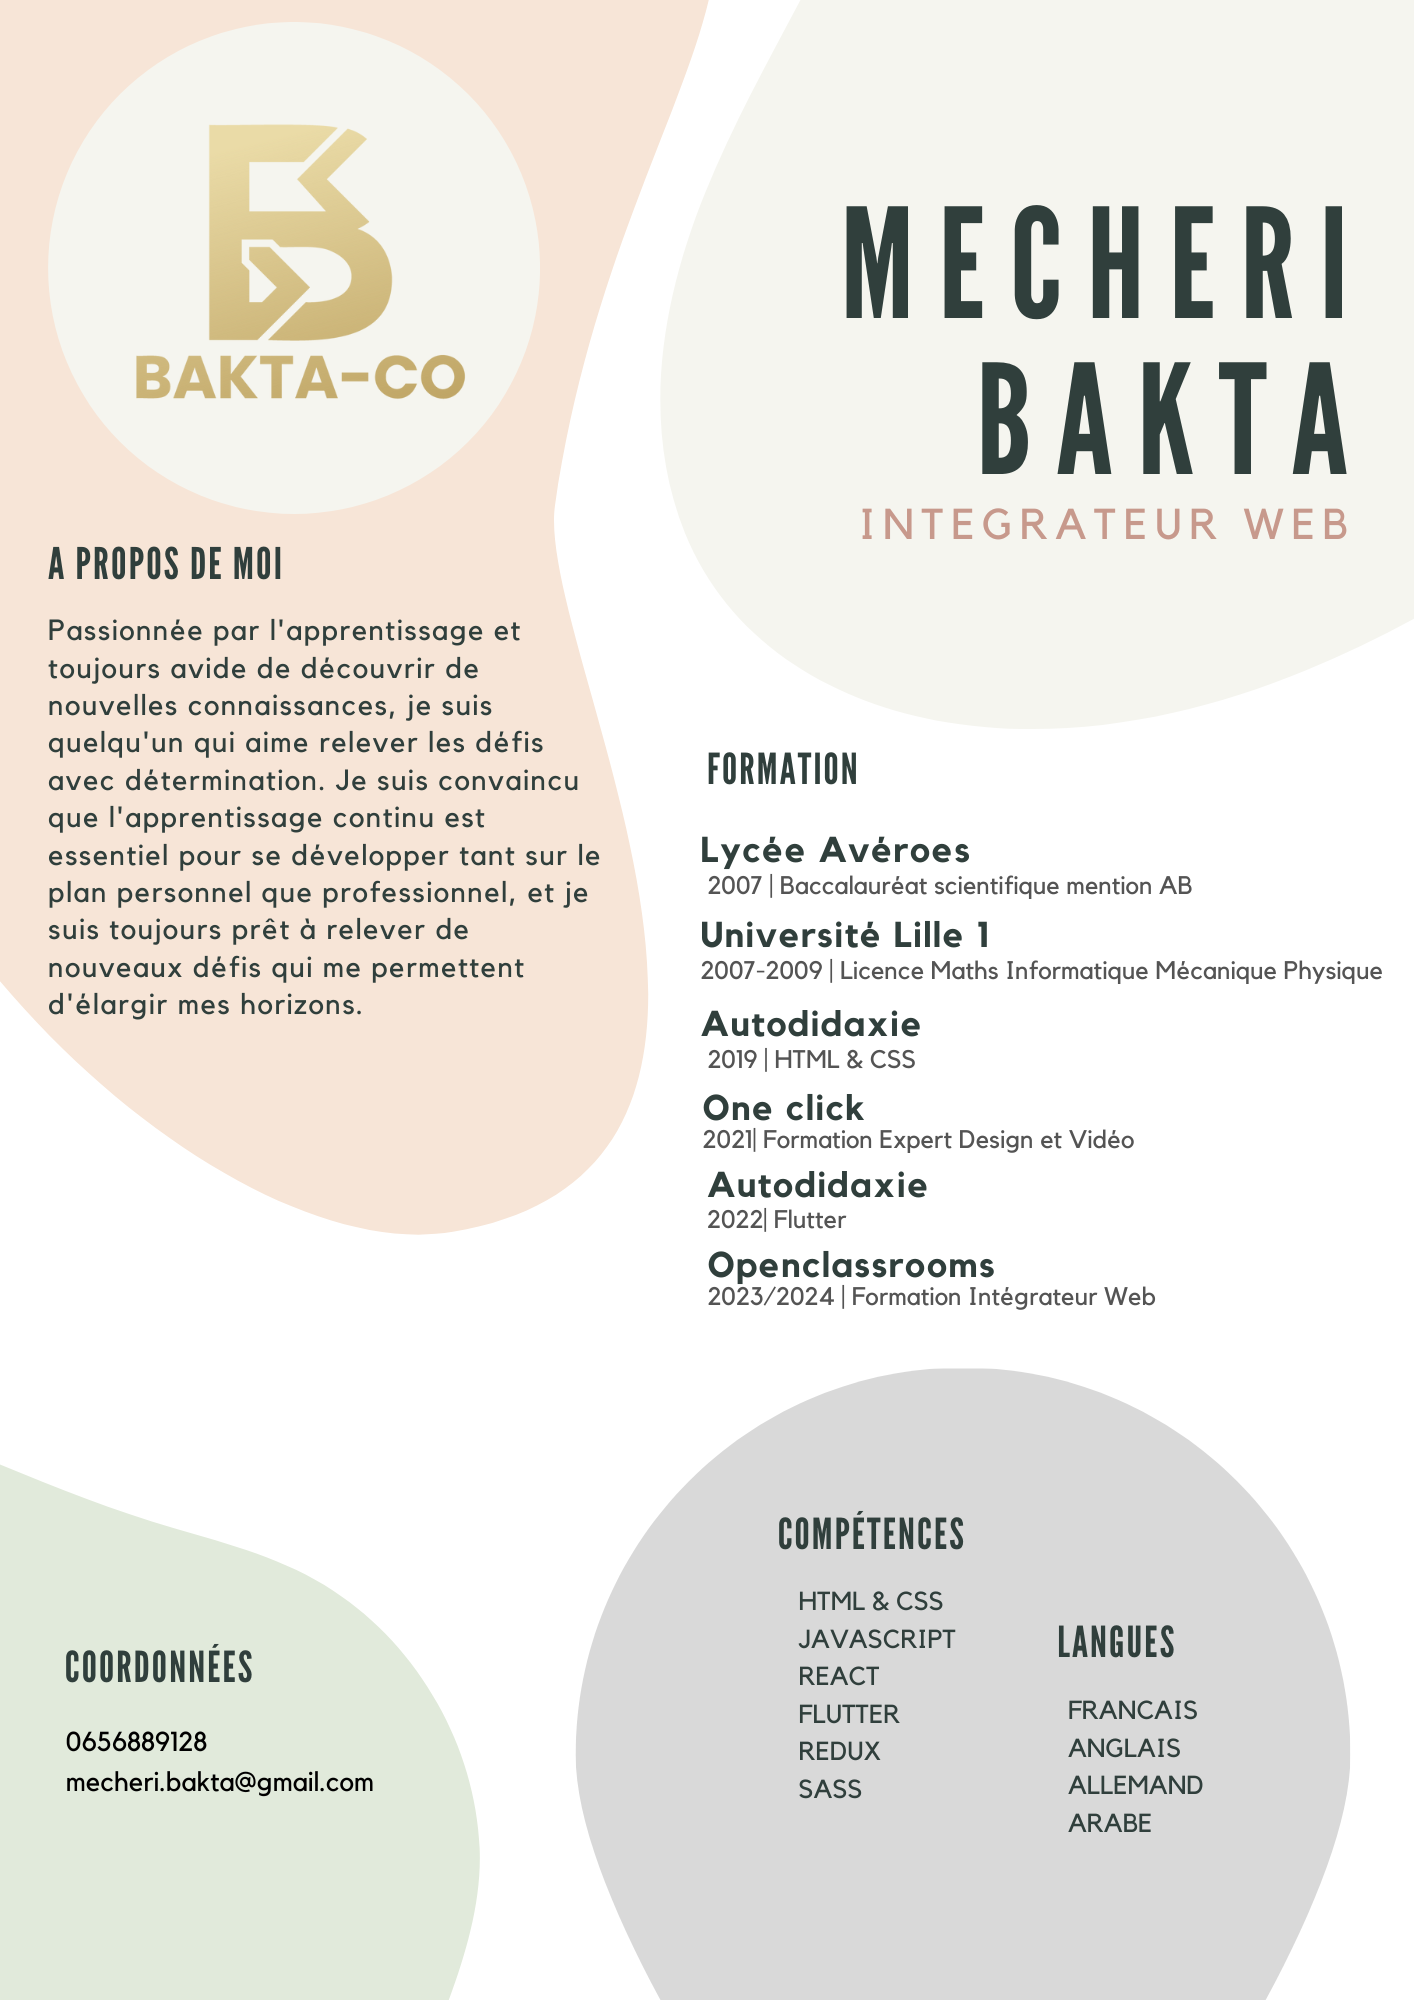 BAKTA-CO
MECHERI
BAKTA
INTEGRATEUR WEB
A PROPOS DE MOI
Passionnée par l'apprentissage et
toujours avide de découvrir de
nouvelles connaissances, je suis
quelqu'un qui aime relever les défis
avec détermination. Je suis convaincu
que l'apprentissage continu est
essentiel pour se développer tant sur le
plan personnel que professionnel, et je
suis toujours prêt à relever de
nouveaux défis qui me permettent
d'élargir mes horizons.
FORMATION
Lycée Avéroes
2007 | Baccalauréat scientifique mention AB
Université Lille 1
2007-2009 | Licence Maths Informatique Mécanique Physique
Autodidaxie
2019 | HTML & CSS
One click
2021| Formation Expert Design et Vidéo
Autodidaxie
2022| Flutter
Openclassrooms
2023/2024 | Formation Intégrateur Web
COORDONNÉES
0656889128
mecheri.bakta@gmail.com
COMPÉTENCES
HTML & CSS
JAVASCRIPT
REACT
FLUTTER
REDUX
SASS
LANGUES
FRANCAIS
ANGLAIS
ALLEMAND
ARABE